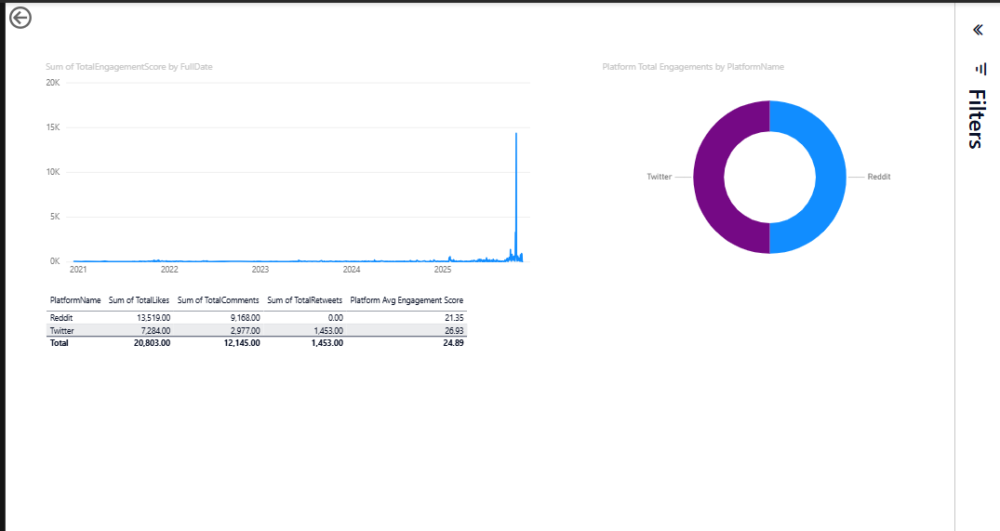 Sum of TotalEngagementScore by FullDate
20K
15K
10K
5K
0K
2021 2022 2023 2024 2025
Platform Total Engagements by PlatformName
Twitter
Reddit
Filters
PlatformName Sum of TotalLikes Sum of TotalComments Sum of TotalRetweets Platform Avg Engagement Score
Reddit 13,519.00 9,168.00 0.00 21.35
Twitter 7,284.00 2,977.00 1,453.00 26.93
Total 20,803.00 12,145.00 1,453.00 24.89